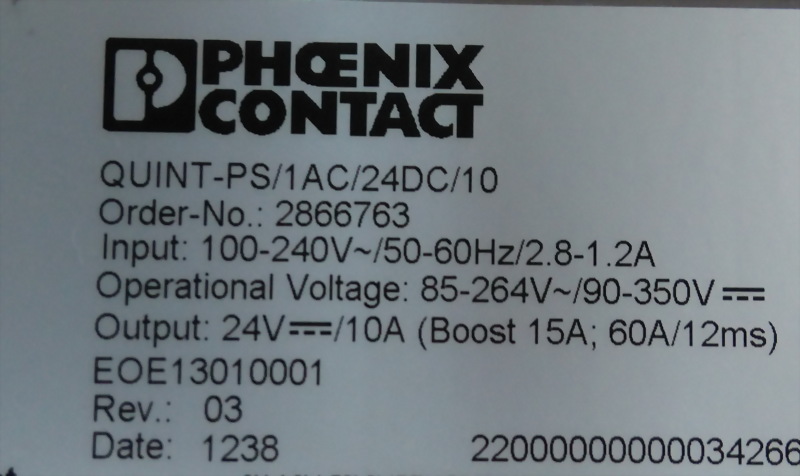 PHŒNIX
CONTACT
QUINT-PS/1AC/24DC/10
Order-No.: 2866763
Input: 100-240V~/50-60Hz/2.8-1.2A
Operational Voltage: 85-264V~/90-350V⎓
Output: 24V⎓/10A (Boost 15A; 60A/12ms)
EOE13010001
Rev.: 03
Date: 1238 22000000000034266